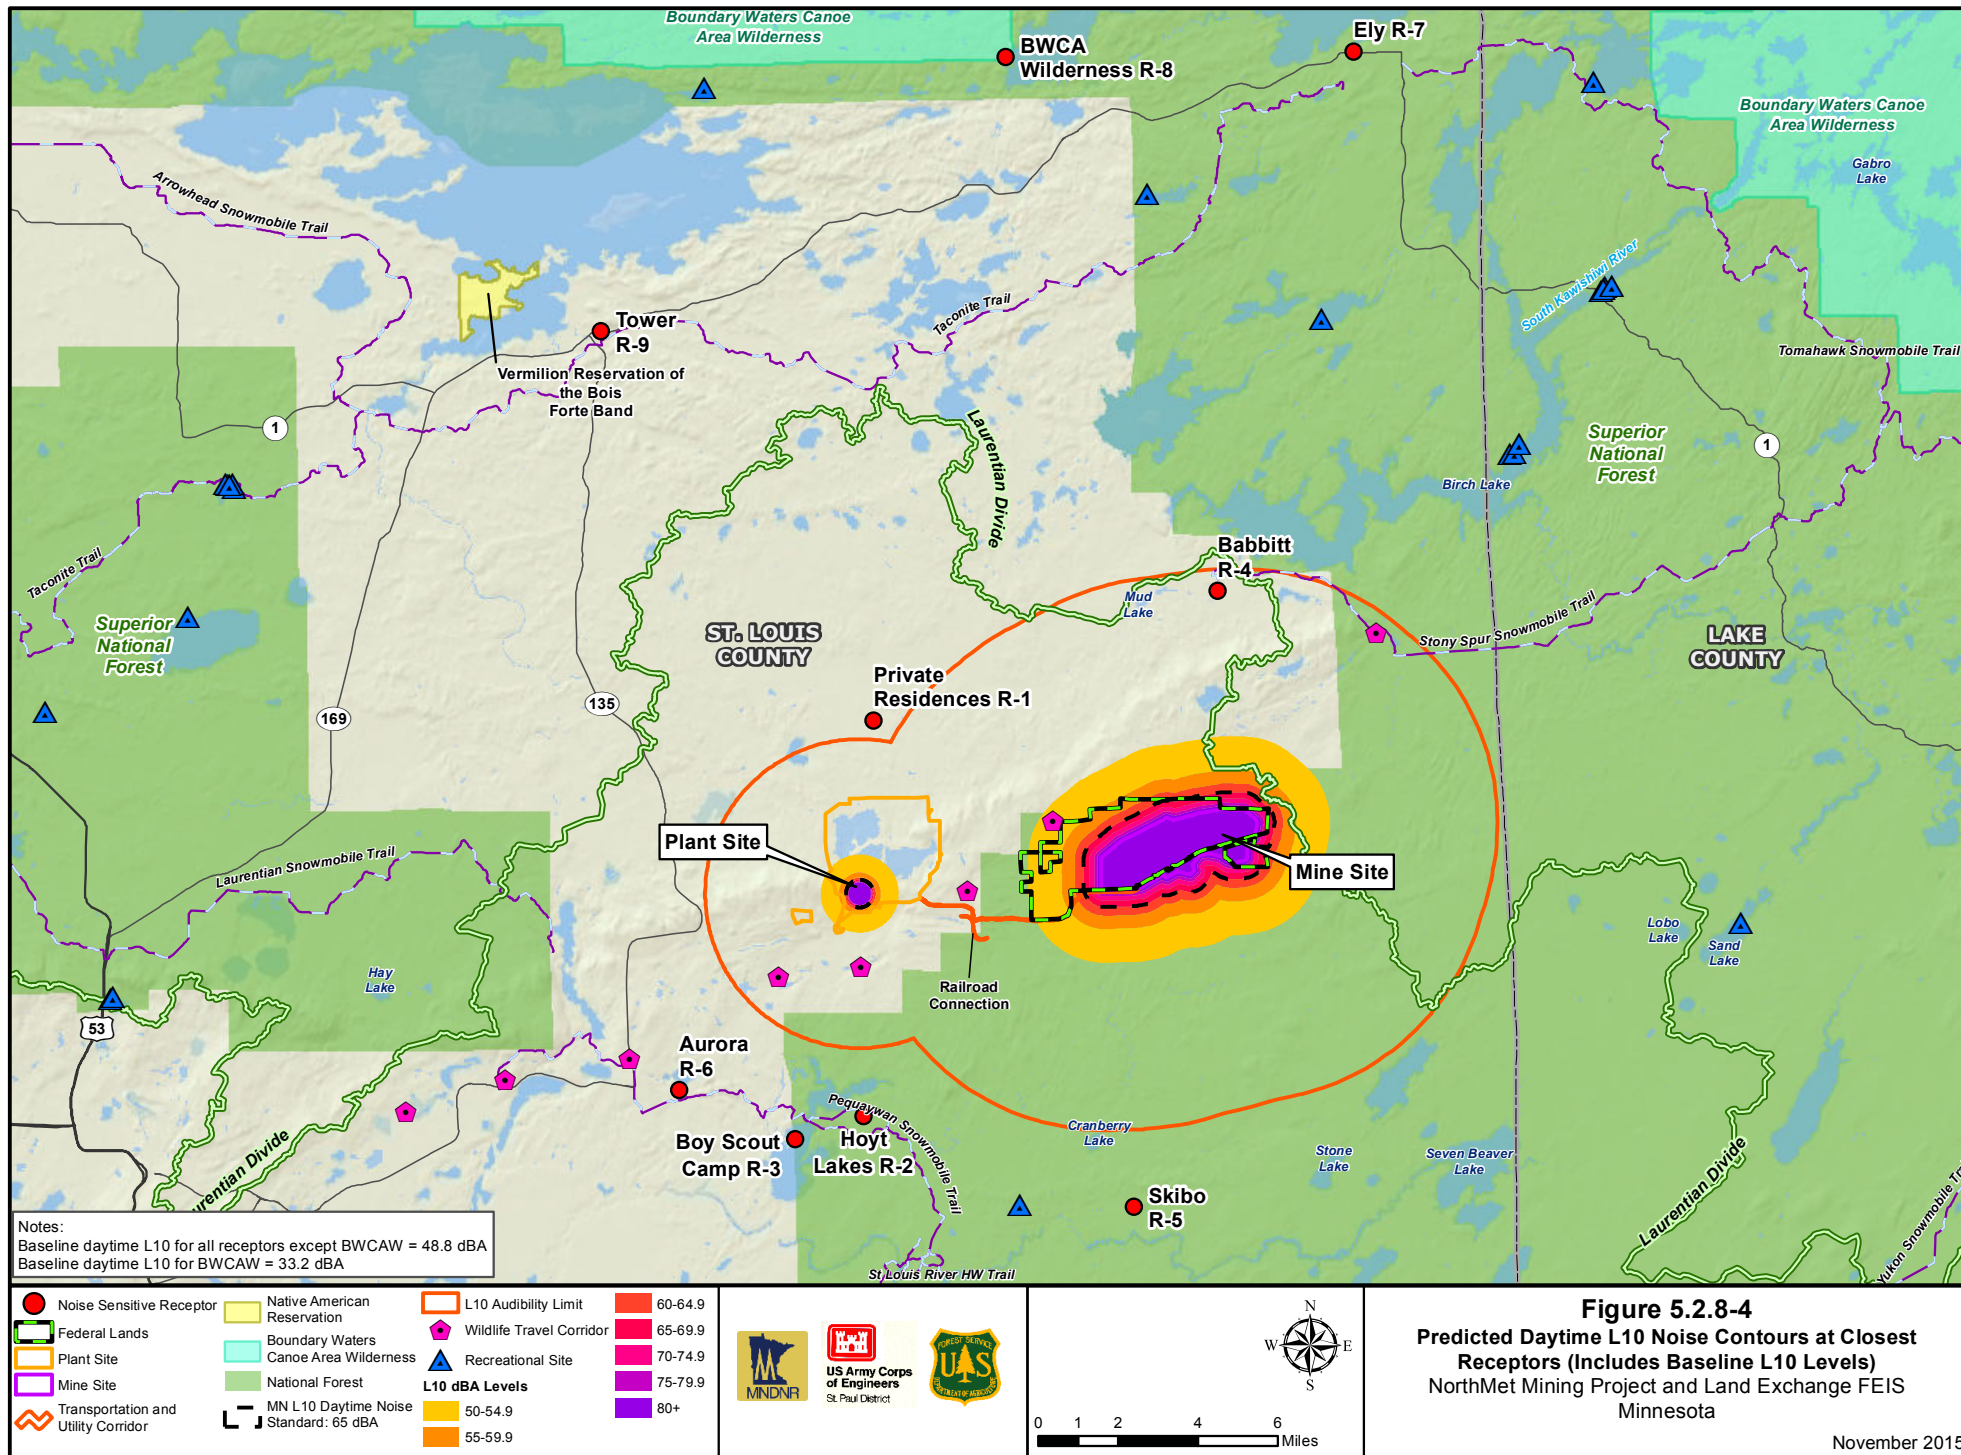 Boundary Waters Canoe
Area Wilderness
BWCA
Wilderness R-8
Ely R-7
Boundary Waters Canoe
Area Wilderness
Gabro
Lake
Arrowhead Snowmobile Trail
South Kawishiwi River
Taconite Trail
Tower
R-9
Tomahawk Snowmobile Trail
Vermilion Reservation of
the Bois
Forte Band
1
Laurentian Divide
Superior
National
Forest
1
Birch Lake
Babbitt
R-4
Taconite Trail
Mud
Lake
Superior
National
Forest
ST. LOUIS
COUNTY
Stony Spur Snowmobile Trail
LAKE
COUNTY
Private
Residences R-1
169
135
Plant Site
Mine Site
Laurentian Snowmobile Trail
Lobo
Lake
Sand
Lake
Hay
Lake
Railroad
Connection
53
Aurora
R-6
Pequaywan Snowmobile Trail
Boy Scout
Camp R-3
Hoyt
Lakes R-2
Cranberry
Lake
Stone
Lake
Seven Beaver
Lake
Laurentian Divide
urentian Divide
Skibo
R-5
Yukon Snowmobile Tra
St Louis River HW Trail
Notes:
Baseline daytime L10 for all receptors except BWCAW = 48.8 dBA
Baseline daytime L10 for BWCAW = 33.2 dBA
Noise Sensitive Receptor
Federal Lands
Plant Site
Mine Site
Transportation and
Utility Corridor
Native American
Reservation
Boundary Waters
Canoe Area Wilderness
National Forest
MN L10 Daytime Noise
Standard: 65 dBA
L10 Audibility Limit
Wildlife Travel Corridor
Recreational Site
L10 dBA Levels
50-54.9
55-59.9
60-64.9
65-69.9
70-74.9
75-79.9
80+
MNDNR
US Army Corps
of Engineers
St. Paul District
FOREST SERVICE
U S
DEPARTMENT OF AGRICULTURE
N
W E
S
0 1 2 4 6
Miles
Figure 5.2.8-4
Predicted Daytime L10 Noise Contours at Closest
Receptors (Includes Baseline L10 Levels)
NorthMet Mining Project and Land Exchange FEIS
Minnesota
November 2015